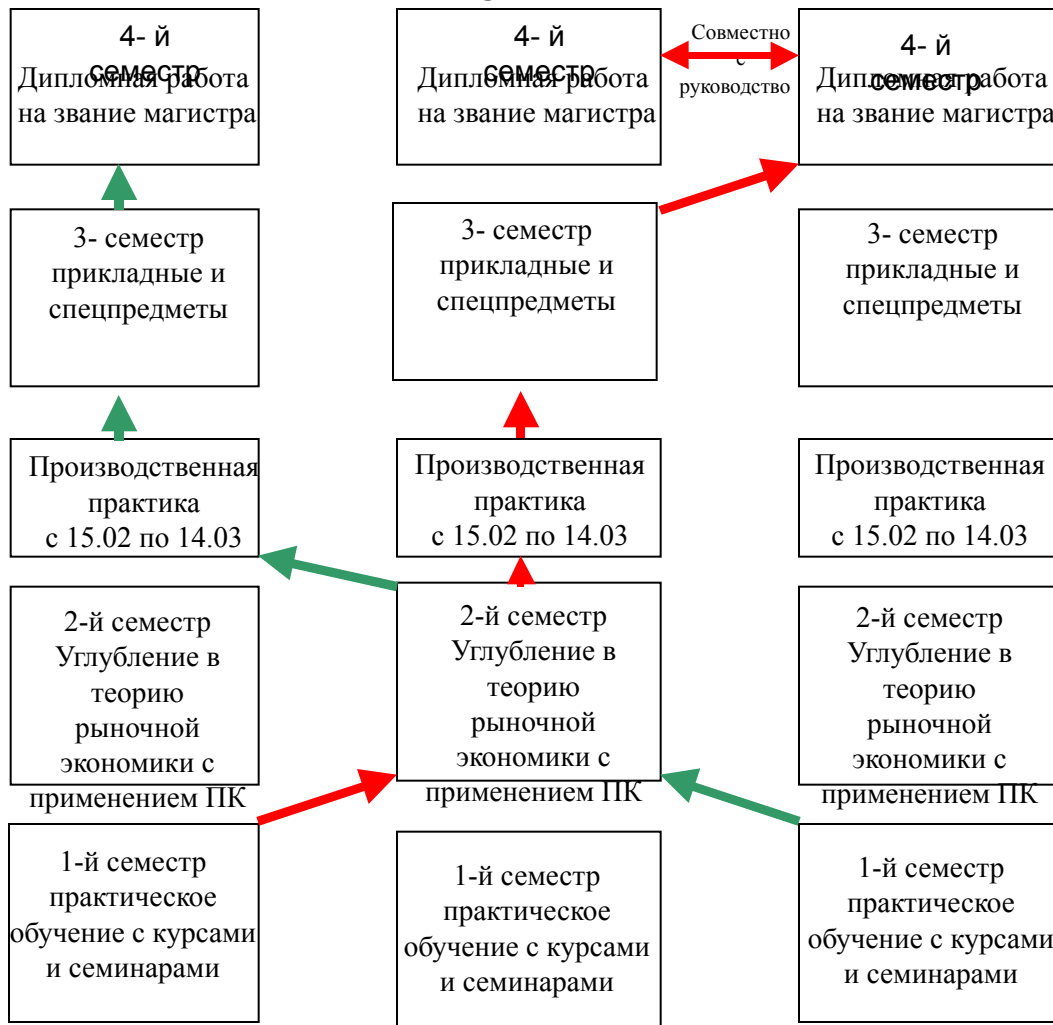 4- й
семестр
Дипломная работа
на звание магистра
4- й
семестр
Дипломная работа
на звание магистра
Совместно
с
руководство
4- й
семестр
Дипломная работа
на звание магистра
3- семестр
прикладные и
спецпредметы
3- семестр
прикладные и
спецпредметы
3- семестр
прикладные и
спецпредметы
Производственная
практика
с 15.02 по 14.03
Производственная
практика
с 15.02 по 14.03
Производственная
практика
с 15.02 по 14.03
2-й семестр
Углубление в
теорию
рыночной
экономики с
применением ПК
2-й семестр
Углубление в
теорию
рыночной
экономики с
применением ПК
2-й семестр
Углубление в
теорию
рыночной
экономики с
применением ПК
1-й семестр
практическое
обучение с курсами
и семинарами
1-й семестр
практическое
обучение с курсами
и семинарами
1-й семестр
практическое
обучение с курсами
и семинарами